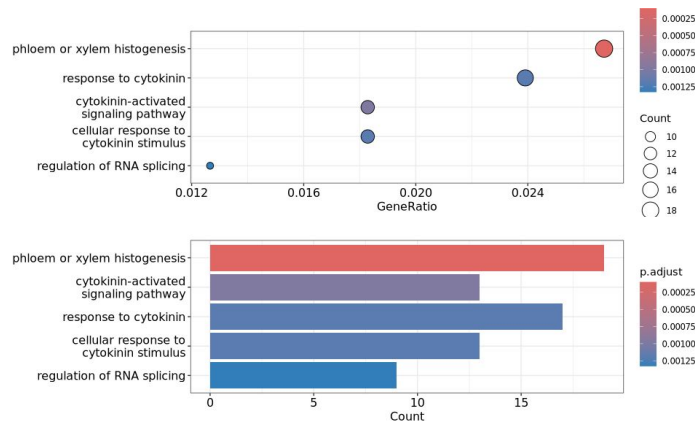 phloem or xylem histogenesis
response to cytokinin
cytokinin-activated
signaling pathway
cellular response to
cytokinin stimulus
regulation of RNA splicing
0.012 0.016 0.020 0.024
GeneRatio
0.00025
0.00050
0.00075
0.00100
0.00125
Count
10
12
14
16
18
phloem or xylem histogenesis
cytokinin-activated
signaling pathway
response to cytokinin
cellular response to
cytokinin stimulus
regulation of RNA splicing
0 5 10 15
Count
p.adjust
0.00025
0.00050
0.00075
0.00100
0.00125